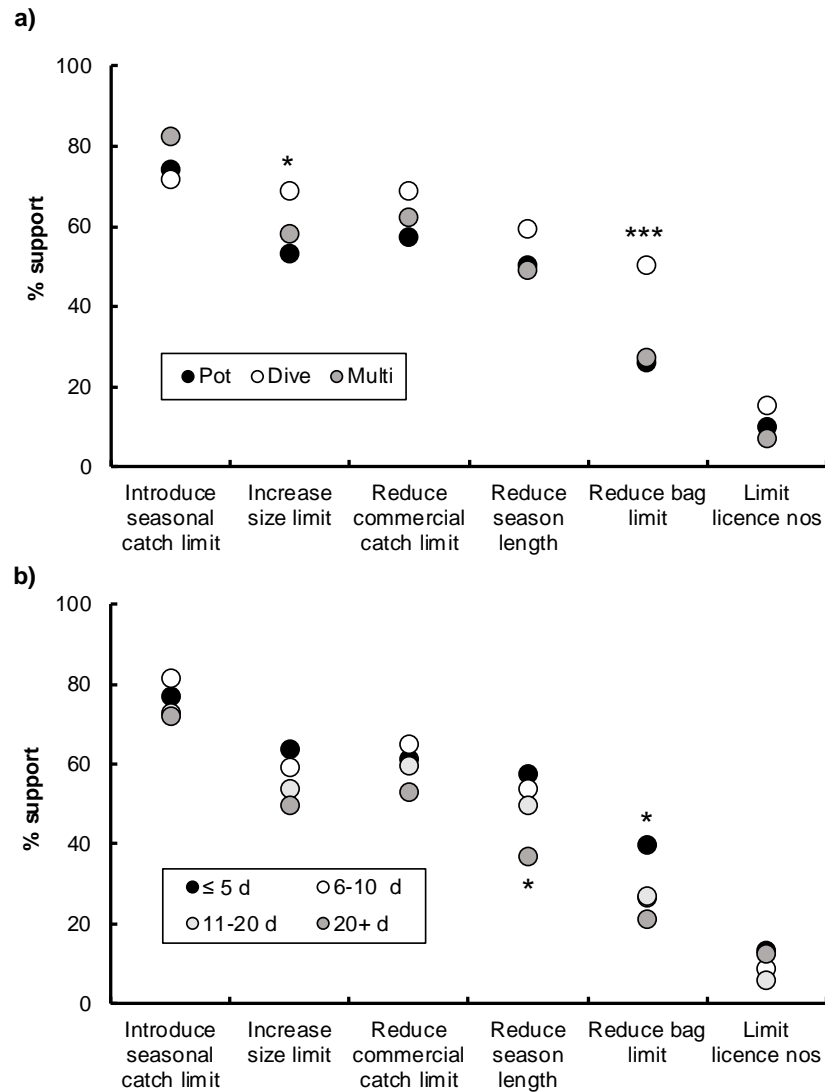 a)
100
80
60
40
20
0
% support
*
***
Pot Dive Multi
Introduce seasonal catch limit
Increase size limit
Reduce commercial catch limit
Reduce season length
Reduce bag limit
Limit licence nos
b)
100
80
60
40
20
0
% support
*
*
≤ 5 d 6-10 d
11-20 d 20+ d
Introduce seasonal catch limit
Increase size limit
Reduce commercial catch limit
Reduce season length
Reduce bag limit
Limit licence nos